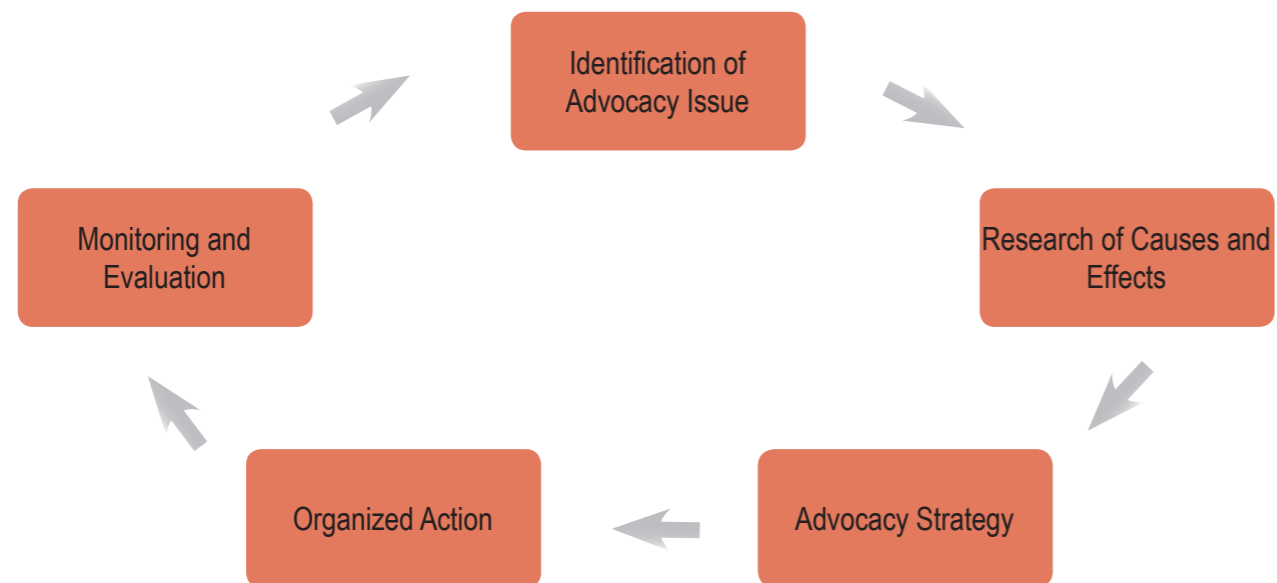 Identification of
Advocacy Issue
Research of Causes and
Effects
Advocacy Strategy
Organized Action
Monitoring and
Evaluation